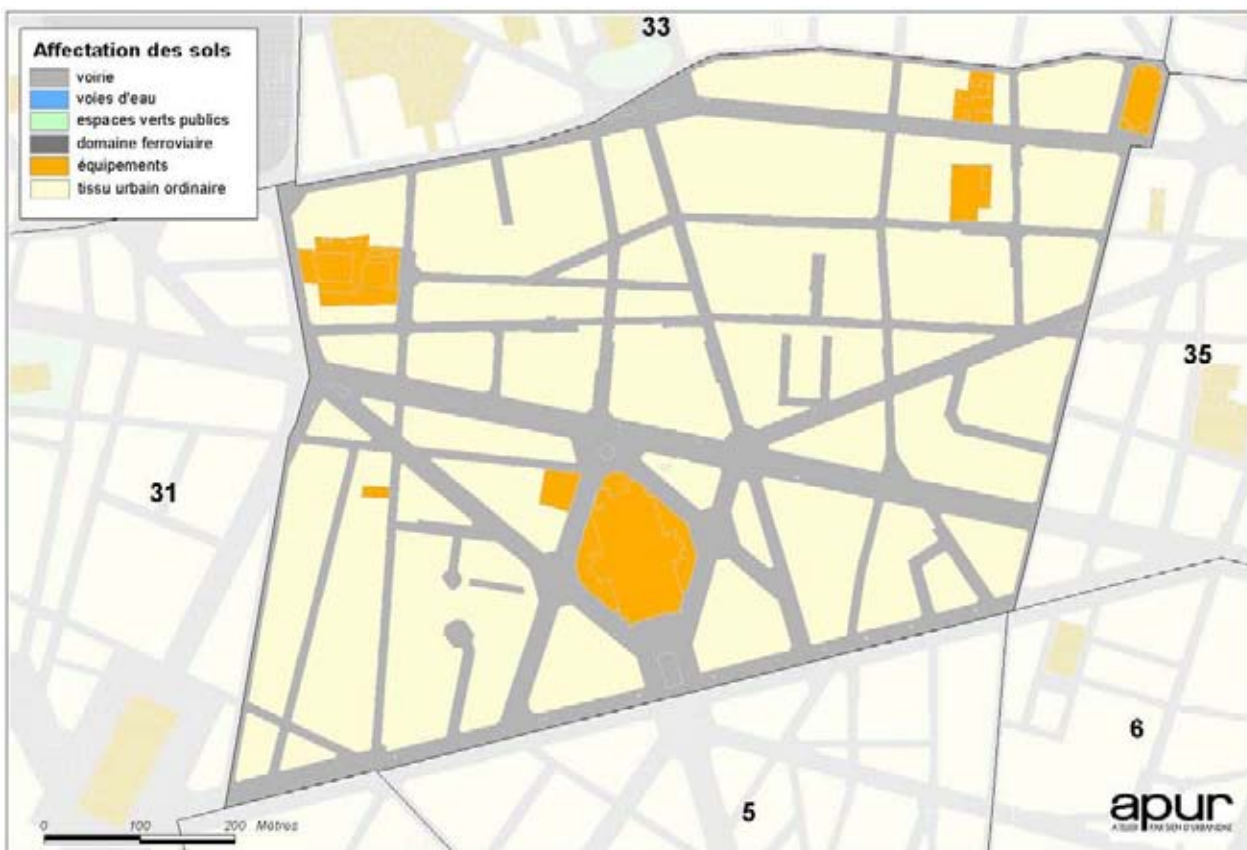 33
Affectation des sols
voirie
voies d'eau
espaces verts publics
domaine ferroviaire
équipements
tissu urbain ordinaire
35
31
6
5
apur
0 100 200 Mètres